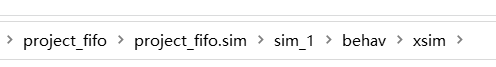 > project_fifo > project_fifo.sim > sim_1 > behav > xsim >